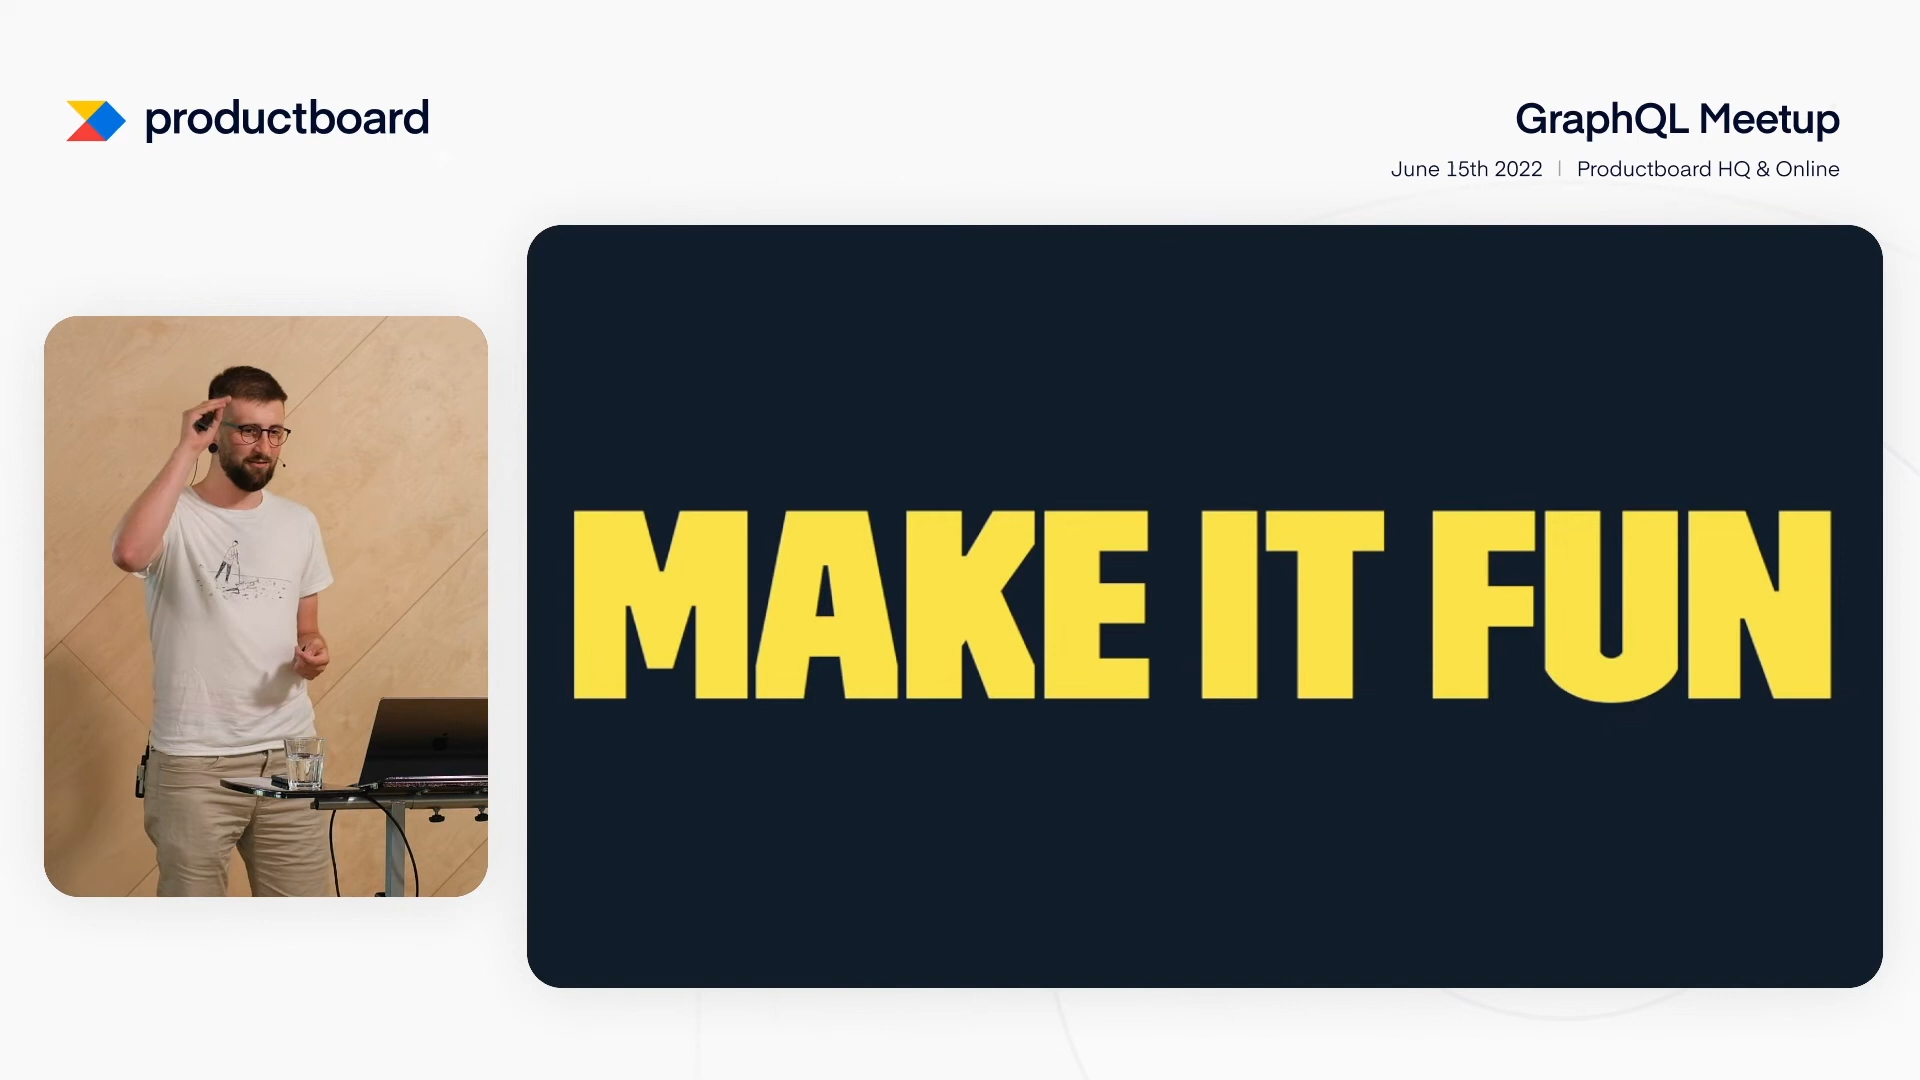 productboard
GraphQL Meetup
June 15th 2022 | Productboard HQ & Online
MAKE IT FUN